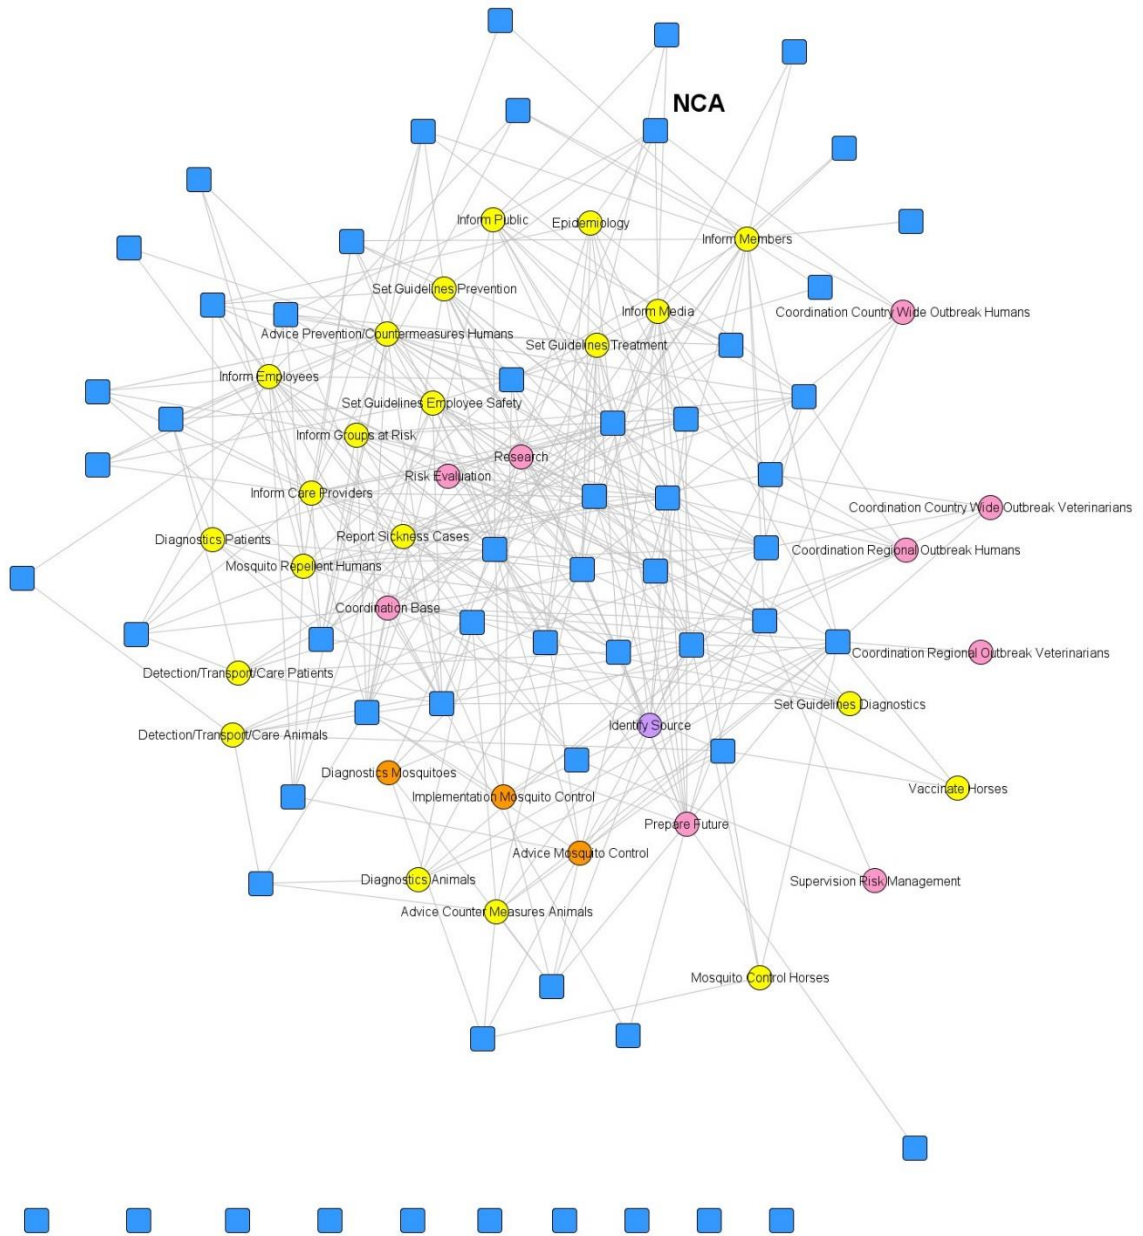 NCA
Inform Public
Epidemiology
Inform Members
Set Guidelines Prevention
Inform Media
Coordination Country Wide Outbreak Humans
Advice Prevention/Countermeasures Humans
Set Guidelines Treatment
Inform Employees
Set Guidelines Employee Safety
Inform Groups at Risk
Research
Risk Evaluation
Inform Care Providers
Coordination Country Wide Outbreak Veterinarians
Diagnostics Patients
Report Sickness Cases
Coordination Regional Outbreak Humans
Mosquito Repellent Humans
Coordination Base
Coordination Regional Outbreak Veterinarians
Detection/Transport/Care Patients
Set Guidelines Diagnostics
Identify Source
Detection/Transport/Care Animals
Diagnostics Mosquitoes
Vaccinate Horses
Implementation Mosquito Control
Prepare Future
Advice Mosquito Control
Diagnostics Animals
Supervision Risk Management
Advice Counter Measures Animals
Mosquito Control Horses